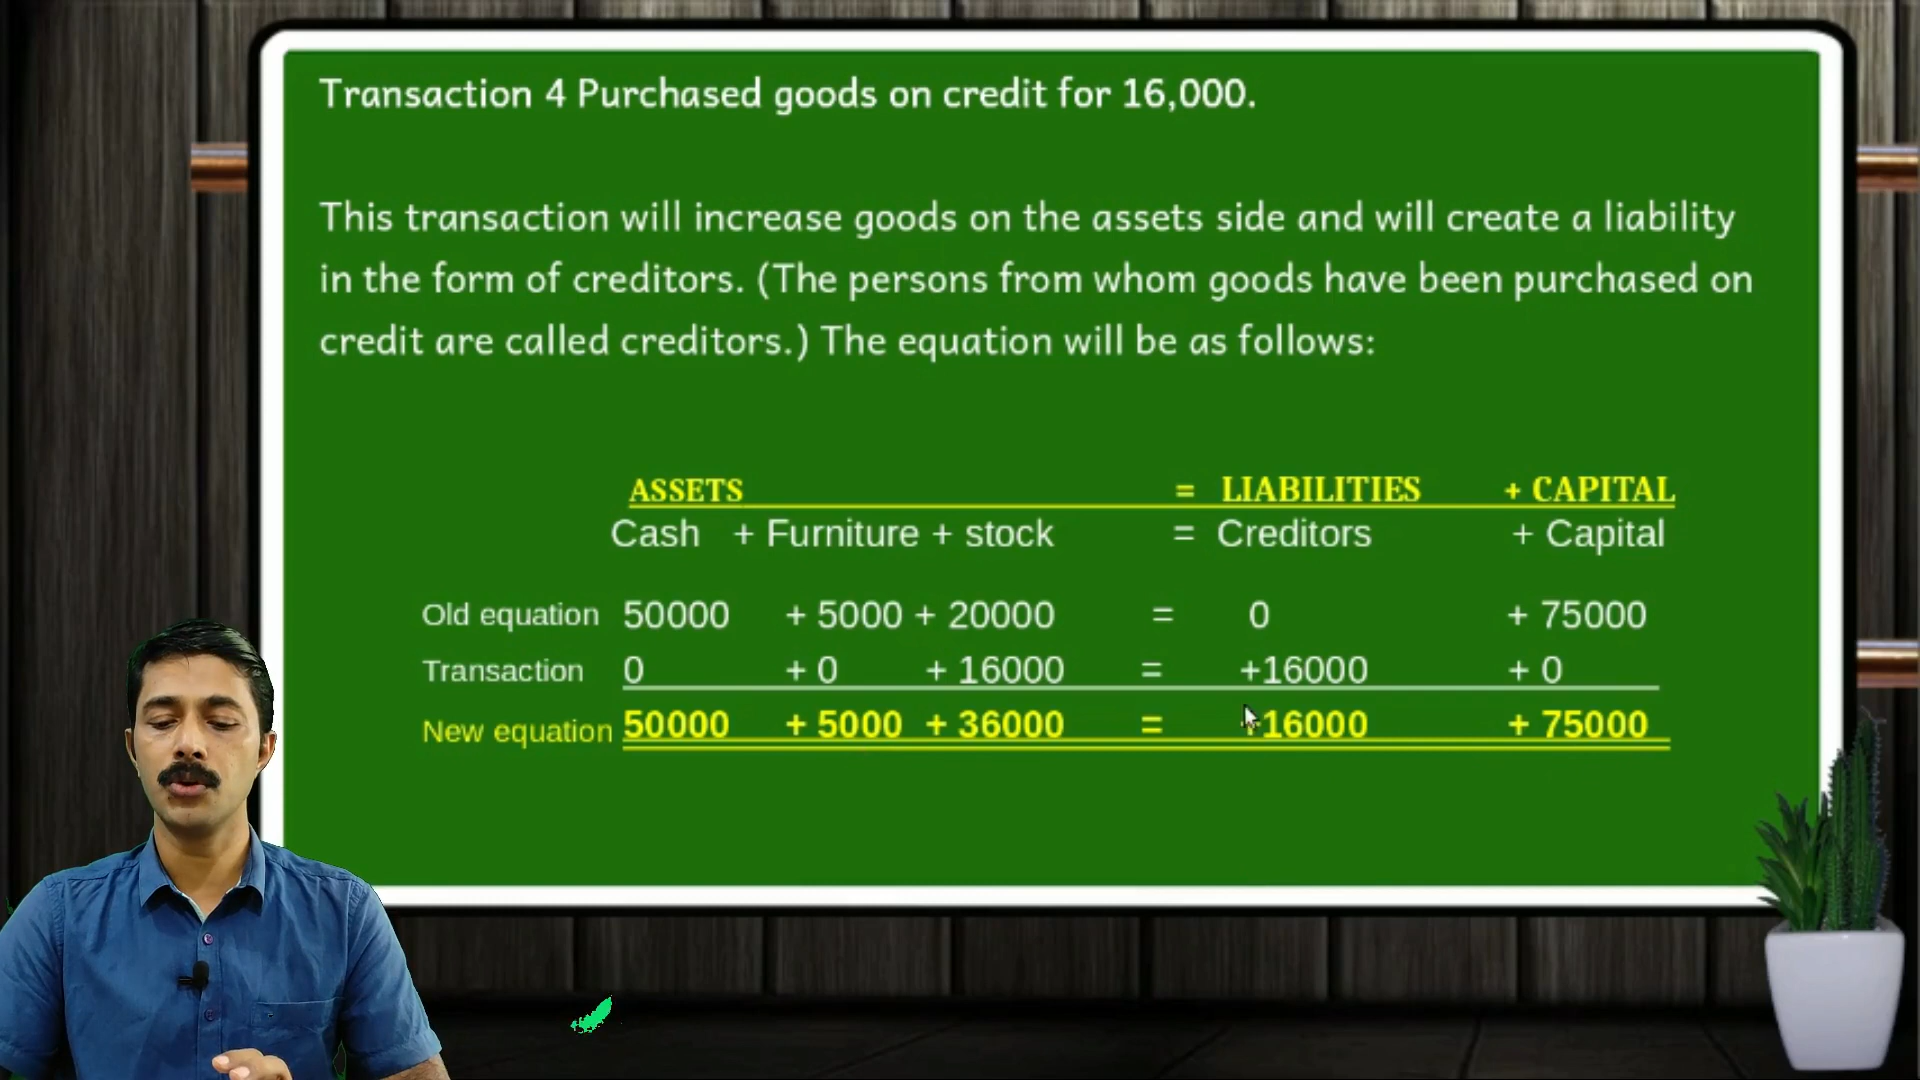 Transaction 4 Purchased goods on credit for 16,000.
This transaction will increase goods on the assets side and will create a liability
in the form of creditors. (The persons from whom goods have been purchased on
credit are called creditors.) The equation will be as follows:
ASSETS = LIABILITIES + CAPITAL
Cash + Furniture + stock = Creditors + Capital
Old equation 50000 + 5000 + 20000 = 0 + 75000
Transaction 0 + 0 + 16000 = +16000 + 0
New equation 50000 + 5000 + 36000 = +16000 + 75000